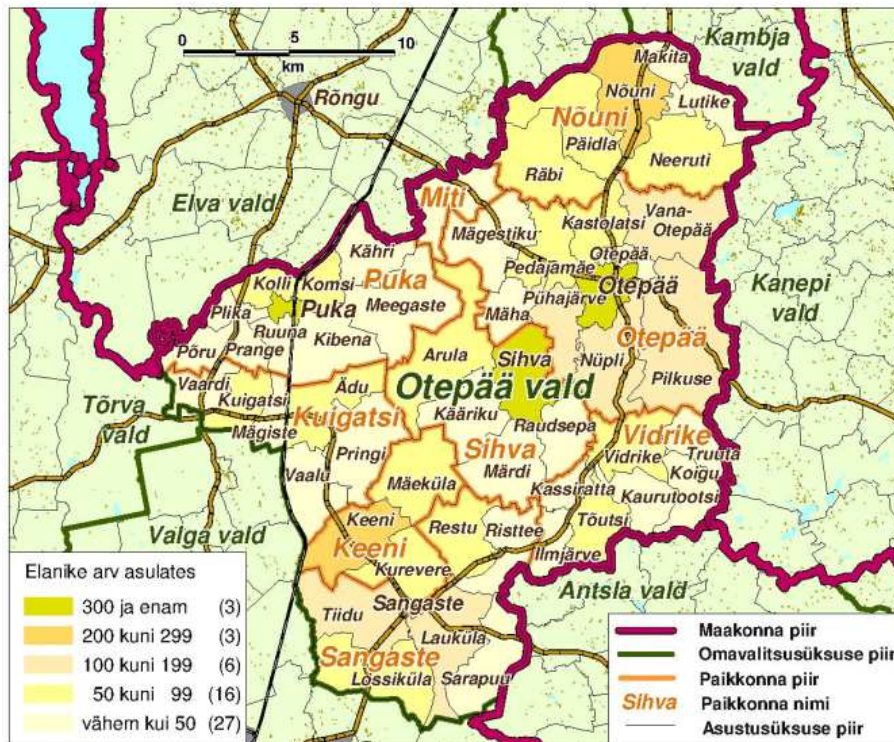 Kambja
vald
0 5 10
km
Rõngu
Makita
Nõuni
Lutike
Nõuni
Päidla
Räbi
Neeruti
Elva vald
Miti
Mägestiku
Kastolatsi
Vana-
Otepää
Kähri
Otepää
Kolli
Komsi
Puka
Pedajamäe
Otepää
Kanepi
vald
Plika
Puka
Meegaste
Pühajärve
Ruuna
Mäha
Otepää
Põru
Prange
Kibena
Arula
Sihva
Nüpli
Vaardi
Ädu
Otepää vald
Pilkuse
Tõrva
vald
Kuigatsi
Kuigatsi
Kääriku
Mägiste
Raudsepa
Vidrike
Pringi
Sihva
Vidrike
Truuta
Vaalu
Märdi
Koigu
Mäeküla
Kassiratta
Kaurutootsi
Valga vald
Keeni
Restu
Risttee
Tõutsi
Keeni
Ilmjärve
Kurevere
Antsla vald
Sangaste
Tiidu
Lauküla
Sangaste
Lossiküla
Sarapuu
Elanike arv asulates
300 ja enam (3)
200 kuni 299 (3)
100 kuni 199 (6)
50 kuni 99 (16)
vähem kui 50 (27)
Maakonna piir
Omavalitsusüksuse piir
Paikkonna piir
Sihva Paikkonna nimi
Asustusüksuse piir